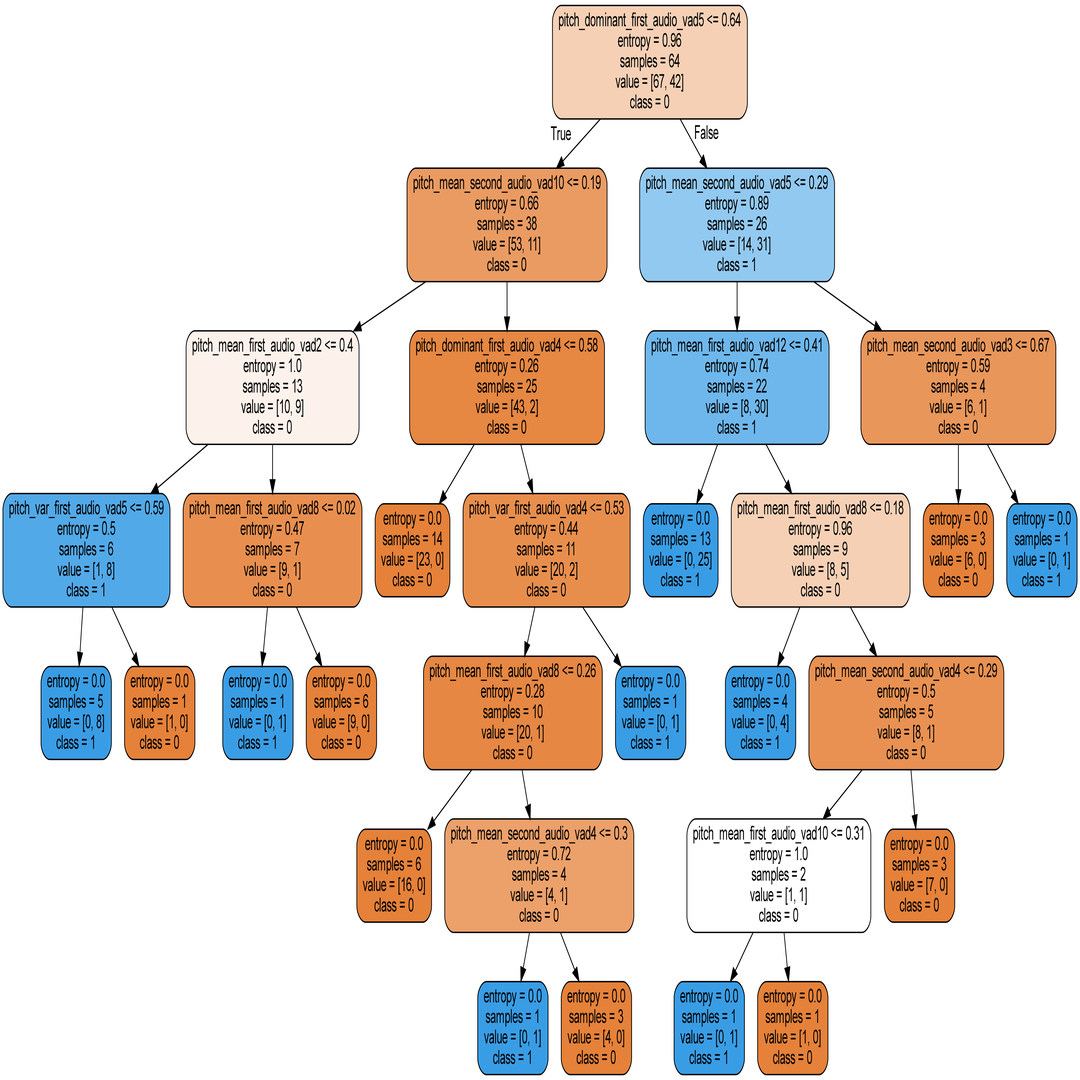 pitch_dominant_first_audio_vad5 <= 0.64
entropy = 0.96
samples = 64
value = [67, 42]
class = 0
True
False
pitch_mean_second_audio_vad10 <= 0.19
entropy = 0.66
samples = 38
value = [53, 11]
class = 0
pitch_mean_second_audio_vad5 <= 0.29
entropy = 0.89
samples = 26
value = [14, 31]
class = 1
pitch_mean_first_audio_vad2 <= 0.4
entropy = 1.0
samples = 13
value = [10, 9]
class = 0
pitch_dominant_first_audio_vad4 <= 0.58
entropy = 0.26
samples = 25
value = [43, 2]
class = 0
pitch_mean_first_audio_vad12 <= 0.41
entropy = 0.74
samples = 22
value = [8, 30]
class = 1
pitch_mean_second_audio_vad3 <= 0.67
entropy = 0.59
samples = 4
value = [6, 1]
class = 0
pitch_var_first_audio_vad5 <= 0.59
entropy = 0.5
samples = 6
value = [1, 8]
class = 1
pitch_mean_first_audio_vad8 <= 0.02
entropy = 0.47
samples = 7
value = [9, 1]
class = 0
entropy = 0.0
samples = 14
value = [23, 0]
class = 0
pitch_var_first_audio_vad4 <= 0.53
entropy = 0.44
samples = 11
value = [20, 2]
class = 0
entropy = 0.0
samples = 13
value = [0, 25]
class = 1
pitch_mean_first_audio_vad8 <= 0.18
entropy = 0.96
samples = 9
value = [8, 5]
class = 0
entropy = 0.0
samples = 3
value = [6, 0]
class = 0
entropy = 0.0
samples = 1
value = [0, 1]
class = 1
entropy = 0.0
samples = 5
value = [0, 8]
class = 1
entropy = 0.0
samples = 1
value = [1, 0]
class = 0
entropy = 0.0
samples = 1
value = [0, 1]
class = 1
entropy = 0.0
samples = 6
value = [9, 0]
class = 0
pitch_mean_first_audio_vad8 <= 0.26
entropy = 0.28
samples = 10
value = [20, 1]
class = 0
entropy = 0.0
samples = 1
value = [0, 1]
class = 1
entropy = 0.0
samples = 4
value = [0, 4]
class = 1
pitch_mean_second_audio_vad4 <= 0.29
entropy = 0.5
samples = 5
value = [8, 1]
class = 0
entropy = 0.0
samples = 6
value = [16, 0]
class = 0
pitch_mean_second_audio_vad4 <= 0.3
entropy = 0.72
samples = 4
value = [4, 1]
class = 0
pitch_mean_first_audio_vad10 <= 0.31
entropy = 1.0
samples = 2
value = [1, 1]
class = 0
entropy = 0.0
samples = 3
value = [7, 0]
class = 0
entropy = 0.0
samples = 1
value = [0, 1]
class = 1
entropy = 0.0
samples = 3
value = [4, 0]
class = 0
entropy = 0.0
samples = 1
value = [0, 1]
class = 1
entropy = 0.0
samples = 1
value = [1, 0]
class = 0